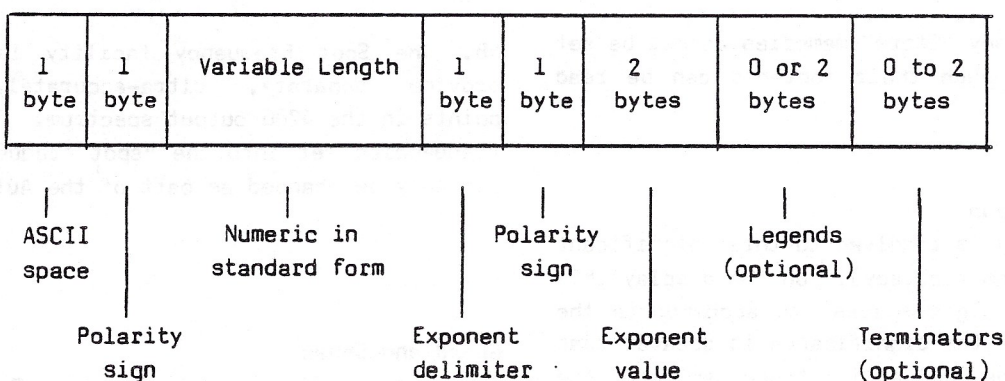 1 1 Variable Length 1 1 2 0 or 2 0 to 2
byte byte byte byte bytes bytes bytes
ASCII Numeric in Polarity Legends
space standard form sign (optional)
Polarity Exponent Exponent Terminators
sign delimiter value (optional)